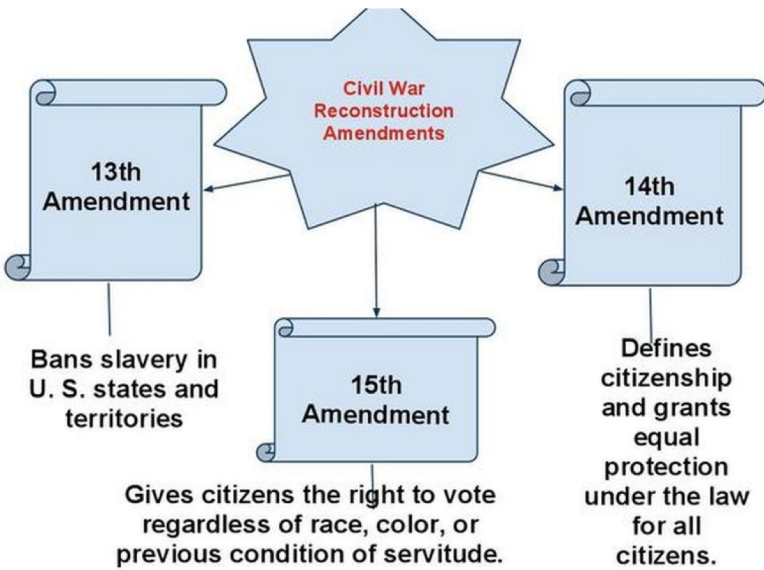 Civil War
Reconstruction
Amendments
13th
Amendment
14th
Amendment
Bans slavery in
U. S. states and
territories
15th
Amendment
Defines
citizenship
and grants
equal
protection
under the law
for all
citizens.
Gives citizens the right to vote
regardless of race, color, or
previous condition of servitude.